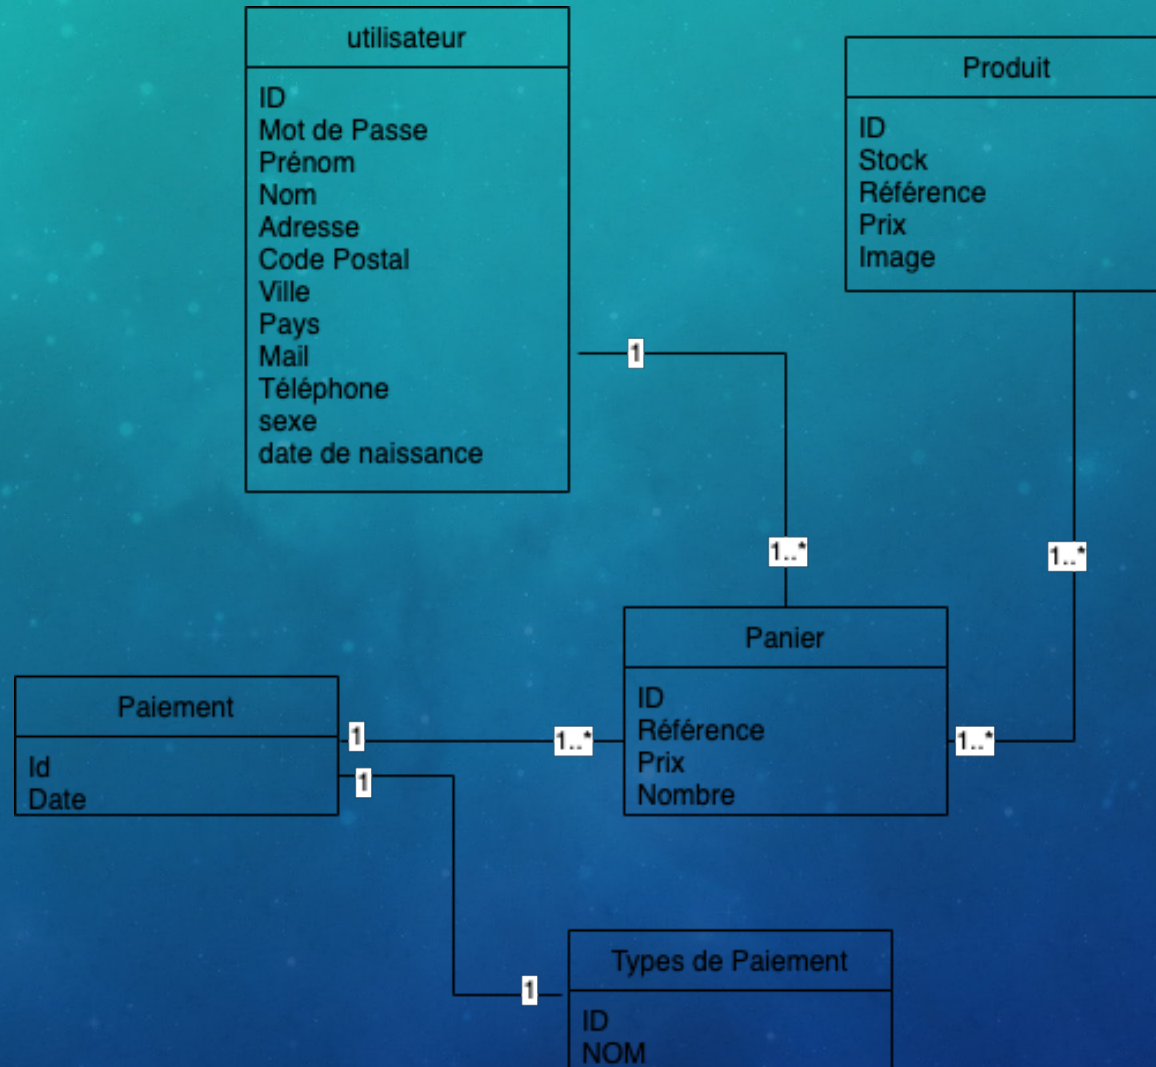 utilisateur
ID
Mot de Passe
Prénom
Nom
Adresse
Code Postal
Ville
Pays
Mail
Téléphone
sexe
date de naissance
Produit
ID
Stock
Référence
Prix
Image
1
1..*
1..*
Panier
ID
Référence
Prix
Nombre
1..*
1..*
Paiement
Id
Date
1
1
1
Types de Paiement
ID
NOM